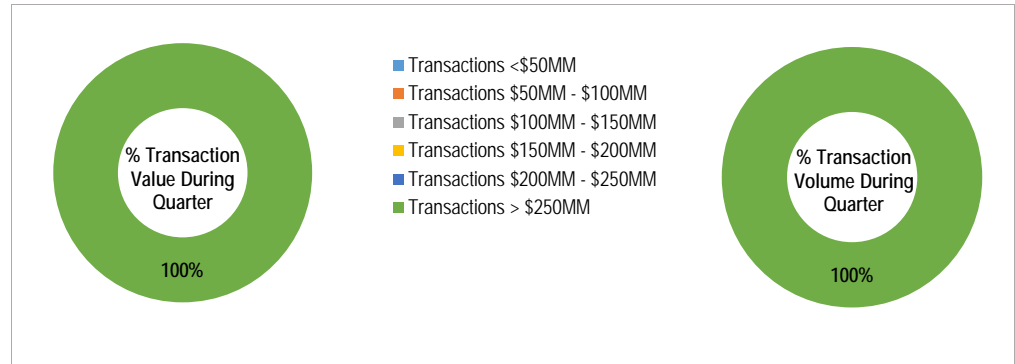 % Transaction
Value During
Quarter
100%
Transactions <$50MM
Transactions $50MM - $100MM
Transactions $100MM - $150MM
Transactions $150MM - $200MM
Transactions $200MM - $250MM
Transactions > $250MM
% Transaction
Volume During
Quarter
100%